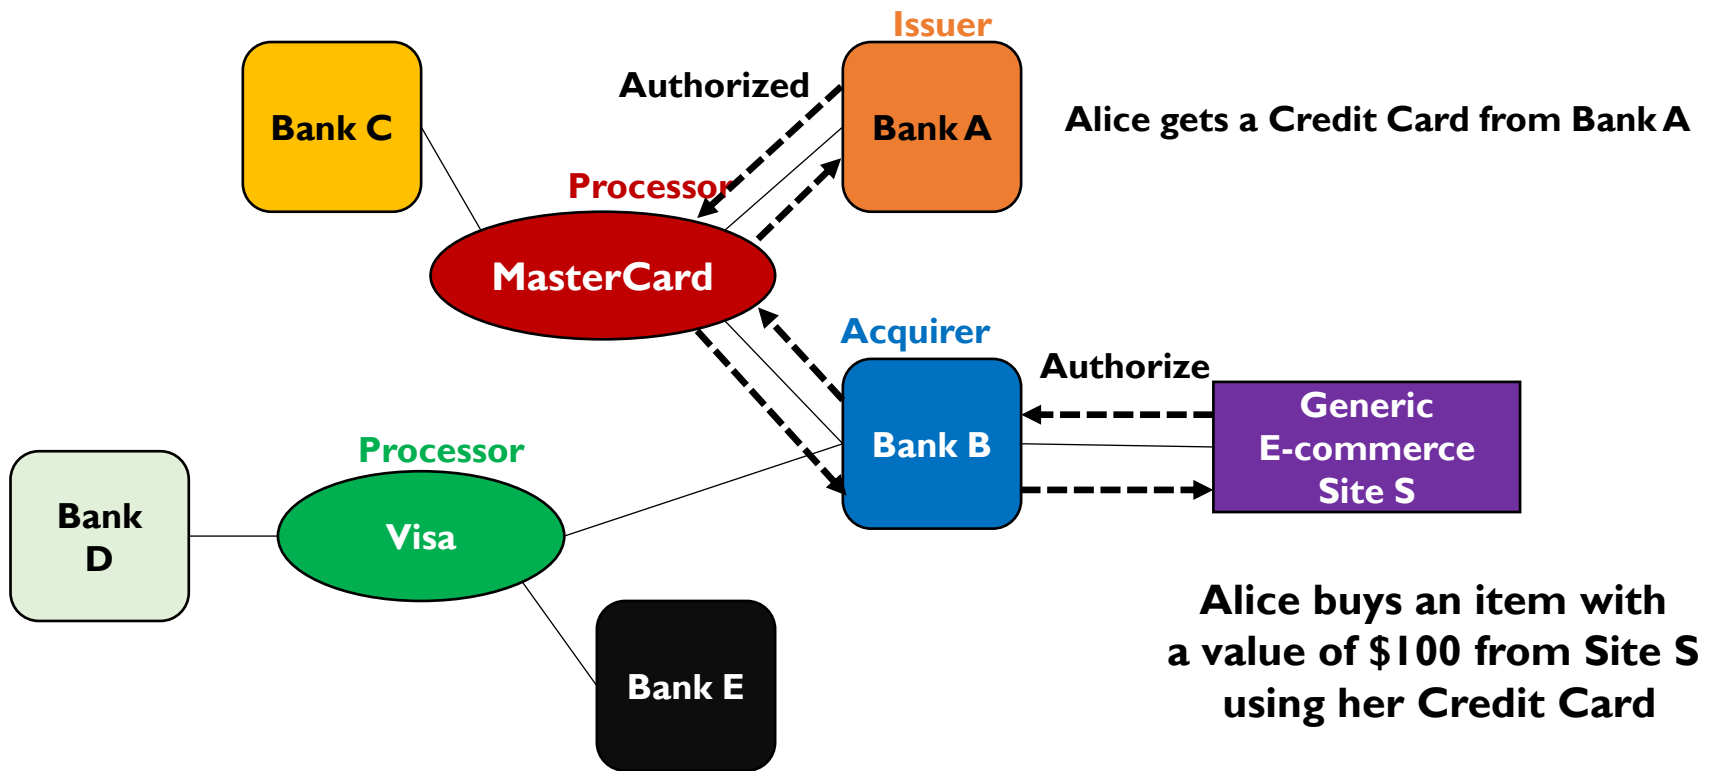 Issuer
Authorized
Bank C
Bank A
Alice gets a Credit Card from Bank A
Processor
MasterCard
Acquirer
Authorize
Generic
E-commerce
Site S
Bank B
Processor
Bank
D
Visa
Alice buys an item with
a value of $100 from Site S
using her Credit Card
Bank E